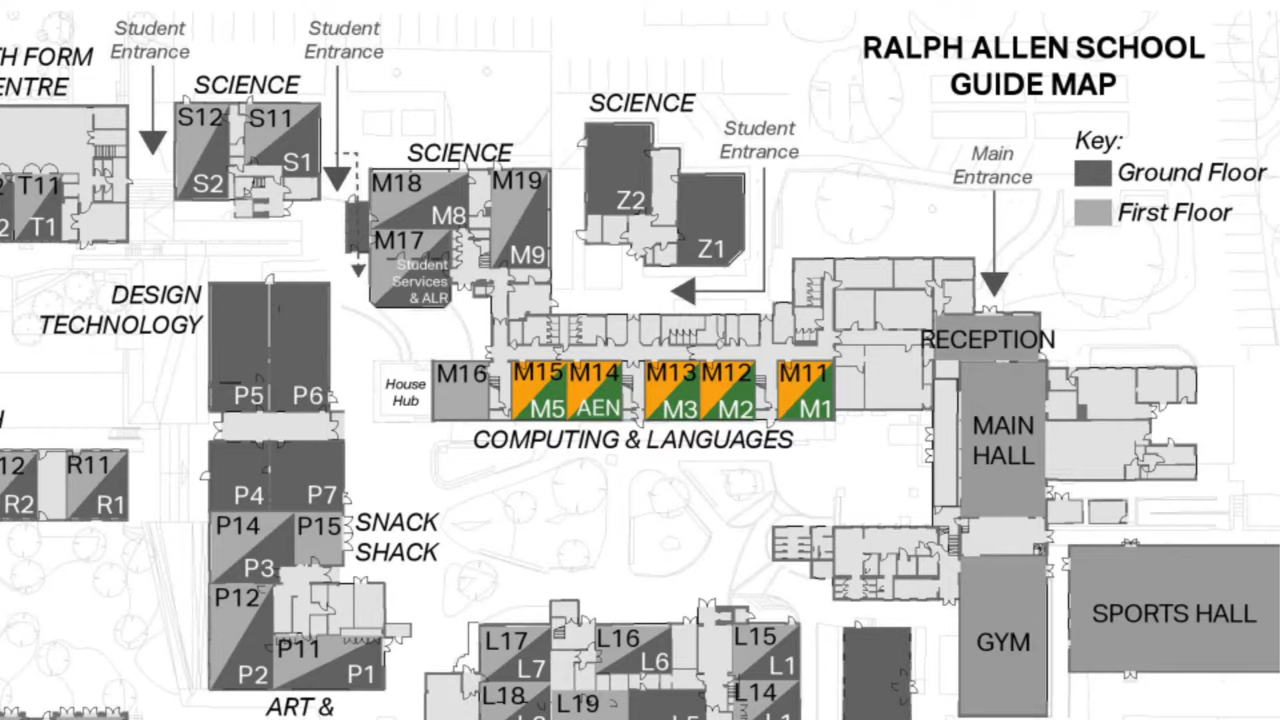 RALPH ALLEN SCHOOL
GUIDE MAP
Key:
Ground Floor
First Floor
Student
Entrance
Student
Entrance
Student
Entrance
Main
Entrance
H FORM
ENTRE
T11
T1
SCIENCE
S12
S11
S2
S1
SCIENCE
M18
M19
M8
M17
M9
Student
Services
& ALR
SCIENCE
Z2
Z1
DESIGN
TECHNOLOGY
P5
P6
P4
P7
P14
P15
P3
P12
P11
P2
P1
SNACK
SHACK
ART &
House
Hub
M16
M15
M14
M13
M12
M11
M5
AEN
M3
M2
M1
COMPUTING & LANGUAGES
RECEPTION
MAIN
HALL
GYM
SPORTS HALL
12
R11
R2
R1
L17
L16
L15
L7
L6
L1
L18
L19
L14